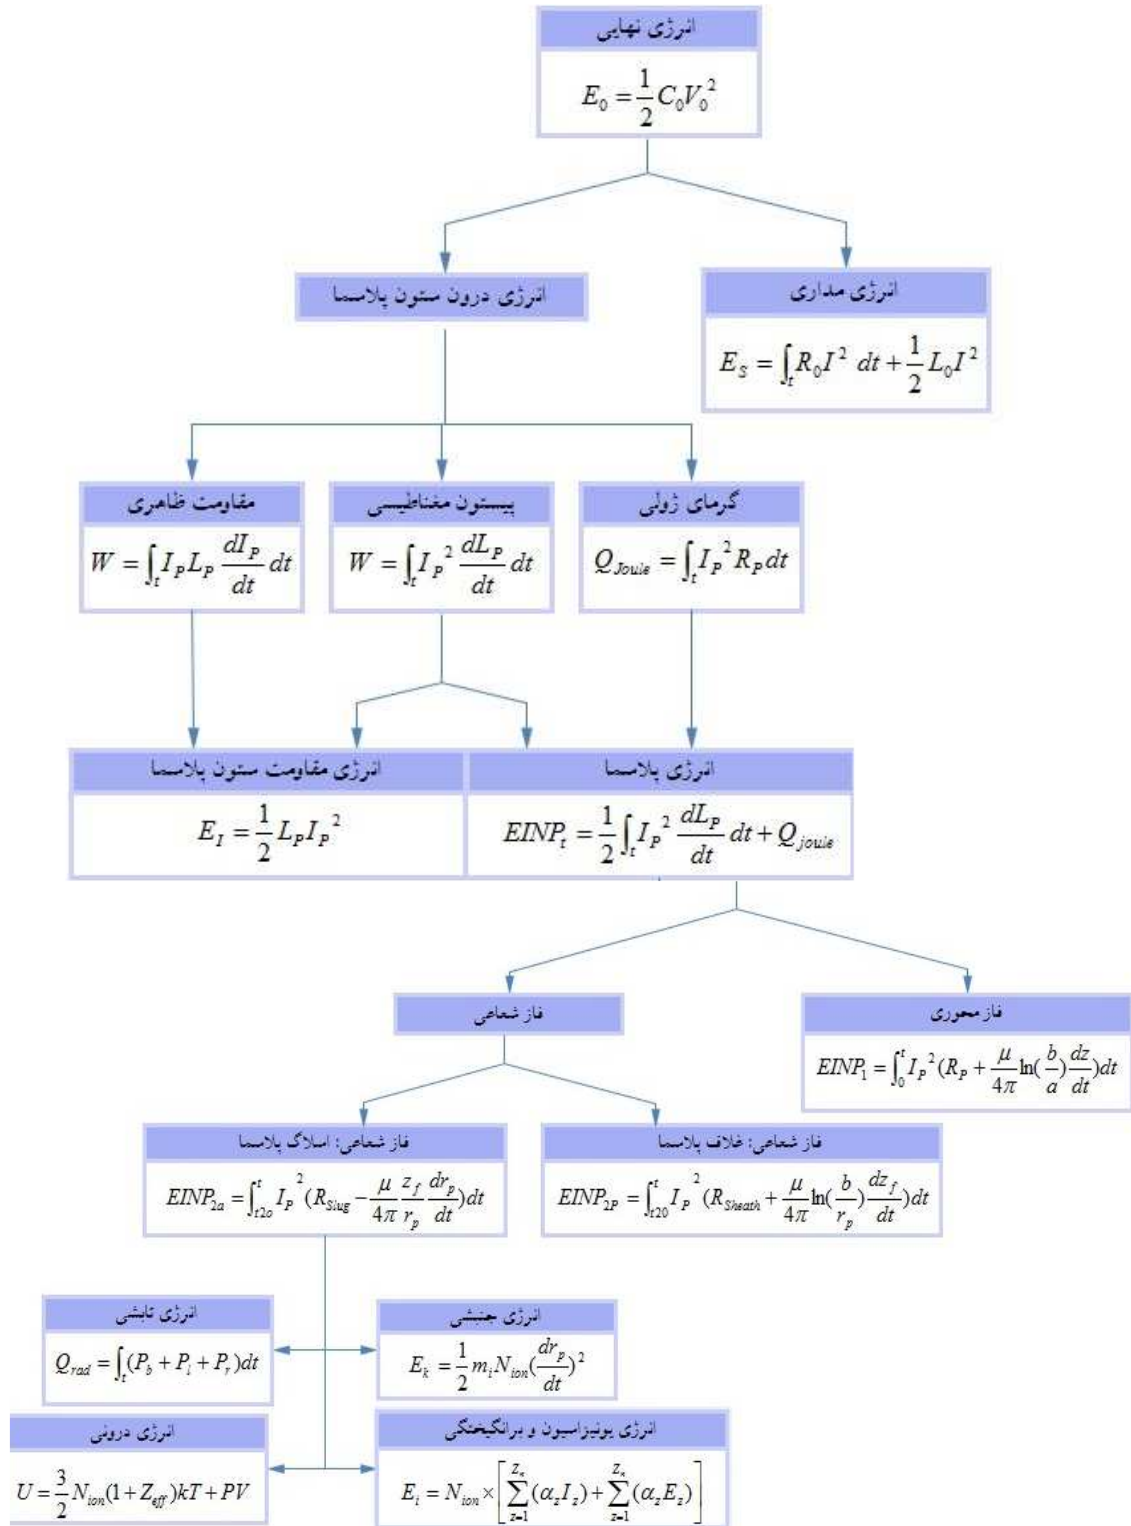 انرژی نهایی
E_0 = \frac{1}{2} C_0 V_0^2
انرژی درون ستون پلاسما
انرژی مداری
E_S = \int_t R_0 I^2 dt + \frac{1}{2} L_0 I^2
مقاومت ظاهری
W = \int_t I_P L_P \frac{dI_P}{dt} dt
پیستون مغناطیسی
W = \int_t I_P^2 \frac{dL_P}{dt} dt
گرمای ژولی
Q_{Joule} = \int_t I_P^2 R_P dt
انرژی مقاومت ستون پلاسما
E_I = \frac{1}{2} L_P I_P^2
انرژی پلاسما
EINP_t = \frac{1}{2} \int_t I_P^2 \frac{dL_P}{dt} dt + Q_{joule}
فاز شعاعی
فاز محوری
EINP_1 = \int_0^t I_P^2 (R_P + \frac{\mu}{4\pi} \ln(\frac{b}{a}) \frac{dz}{dt}) dt
فاز شعاعی: اسلاگ پلاسما
EINP_{2a} = \int_{t2o}^t I_P^2 (R_{Slug} - \frac{\mu}{4\pi} \frac{z_f}{r_p} \frac{dr_p}{dt}) dt
فاز شعاعی: غلاف پلاسما
EINP_{2P} = \int_{t20}^t I_P^2 (R_{Sheath} + \frac{\mu}{4\pi} \ln(\frac{b}{r_p}) \frac{dz_f}{dt}) dt
انرژی تابشی
Q_{rad} = \int_t (P_b + P_l + P_r) dt
انرژی جنبشی
E_k = \frac{1}{2} m_i N_{ion} (\frac{dr_p}{dt})^2
انرژی درونی
U = \frac{3}{2} N_{ion} (1 + Z_{eff}) kT + PV
انرژی یونیزاسیون و برانگیختگی
E_i = N_{ion} \times \left[ \sum_{z=1}^{Z_n} (\alpha_z I_z) + \sum_{z=1}^{Z_n} (\alpha_z E_z) \right]